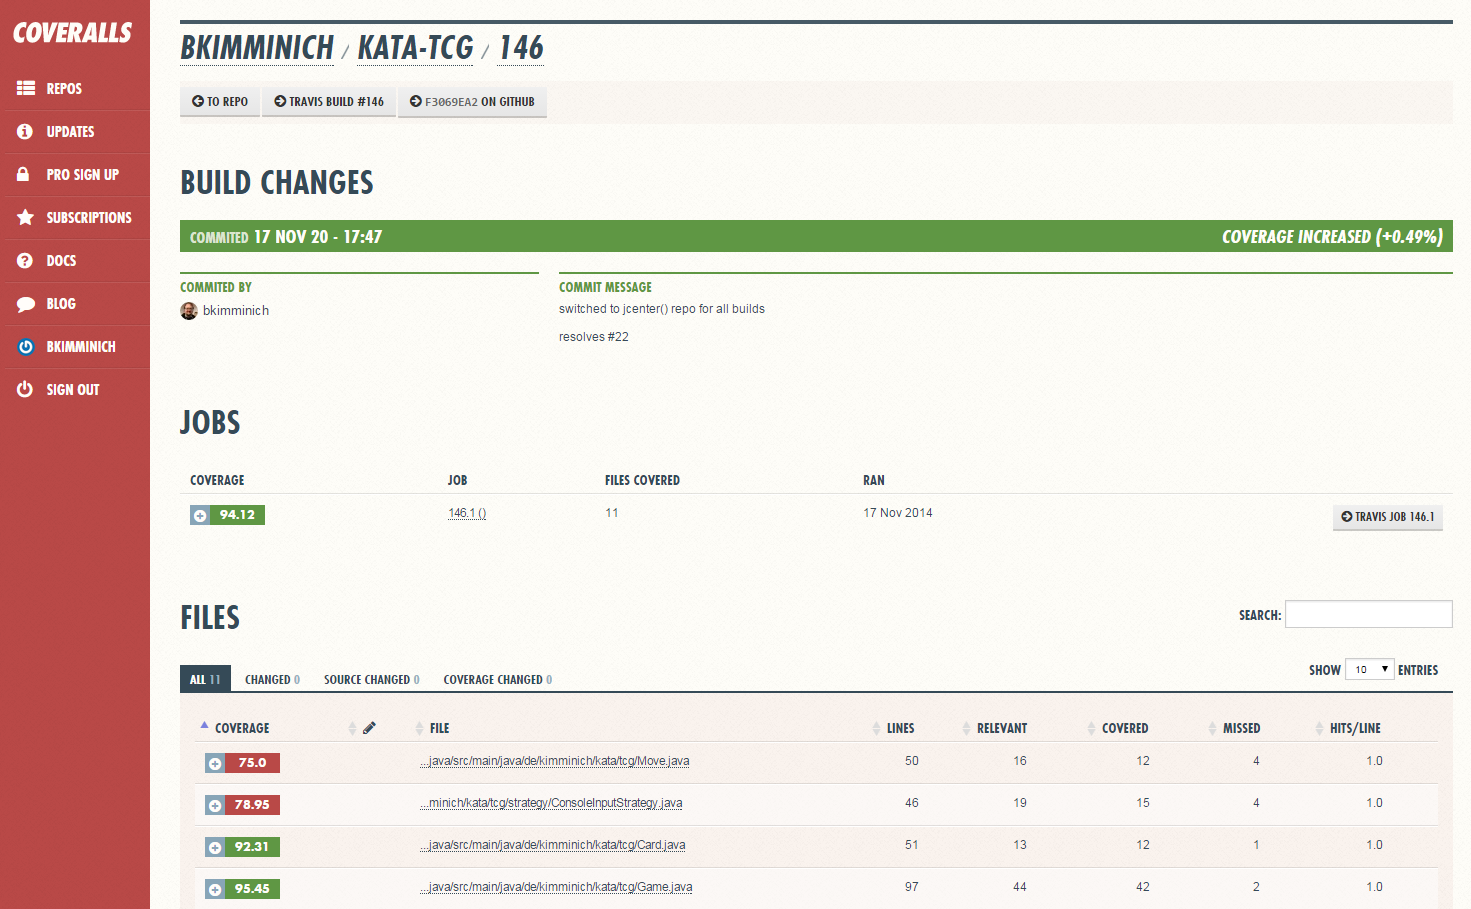 COVERALLS
REPOS
UPDATES
PRO SIGN UP
SUBSCRIPTIONS
DOCS
BLOG
BKIMMINICH
SIGN OUT
BKIMMINICH / KATA-TCG / 146
TO REPO TRAVIS BUILD #146 F3069EA2 ON GITHUB
BUILD CHANGES
COMMITED 17 NOV 20 - 17:47 COVERAGE INCREASED (+0.49%)
COMMITED BY COMMIT MESSAGE
bkimminich switched to jcenter() repo for all builds
resolves #22
JOBS
COVERAGE JOB FILES COVERED RAN
94.12 146.1 () 11 17 Nov 2014 TRAVIS JOB 146.1
FILES SEARCH:
SHOW 10 ENTRIES
ALL 11 CHANGED 0 SOURCE CHANGED 0 COVERAGE CHANGED 0
COVERAGE FILE LINES RELEVANT COVERED MISSED HITS/LINE
75.0 ...java/src/main/java/de/kimminich/kata/tcg/Move.java 50 16 12 4 1.0
78.95 ...minich/kata/tcg/strategy/ConsoleInputStrategy.java 46 19 15 4 1.0
92.31 ...java/src/main/java/de/kimminich/kata/tcg/Card.java 51 13 12 1 1.0
95.45 ...java/src/main/java/de/kimminich/kata/tcg/Game.java 97 44 42 2 1.0